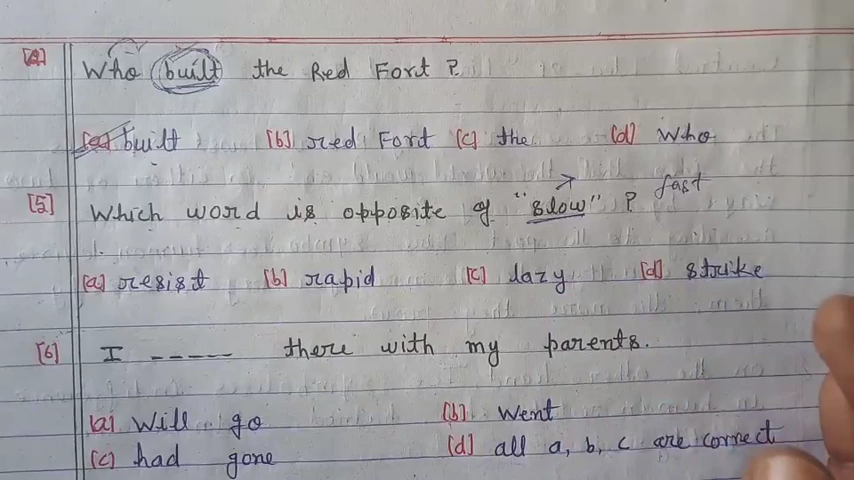 [4] Who built the Red Fort ?
[a] built [b] red Ford [c] the [d] Who
fast
[5] Which word is opposite of "slow" ?
[a] resist [b] rapid [c] lazy [d] strike
[6] I ----- there with my parents.
[a] Will go [b] Went
[c] had gone [d] all a, b, c are correct